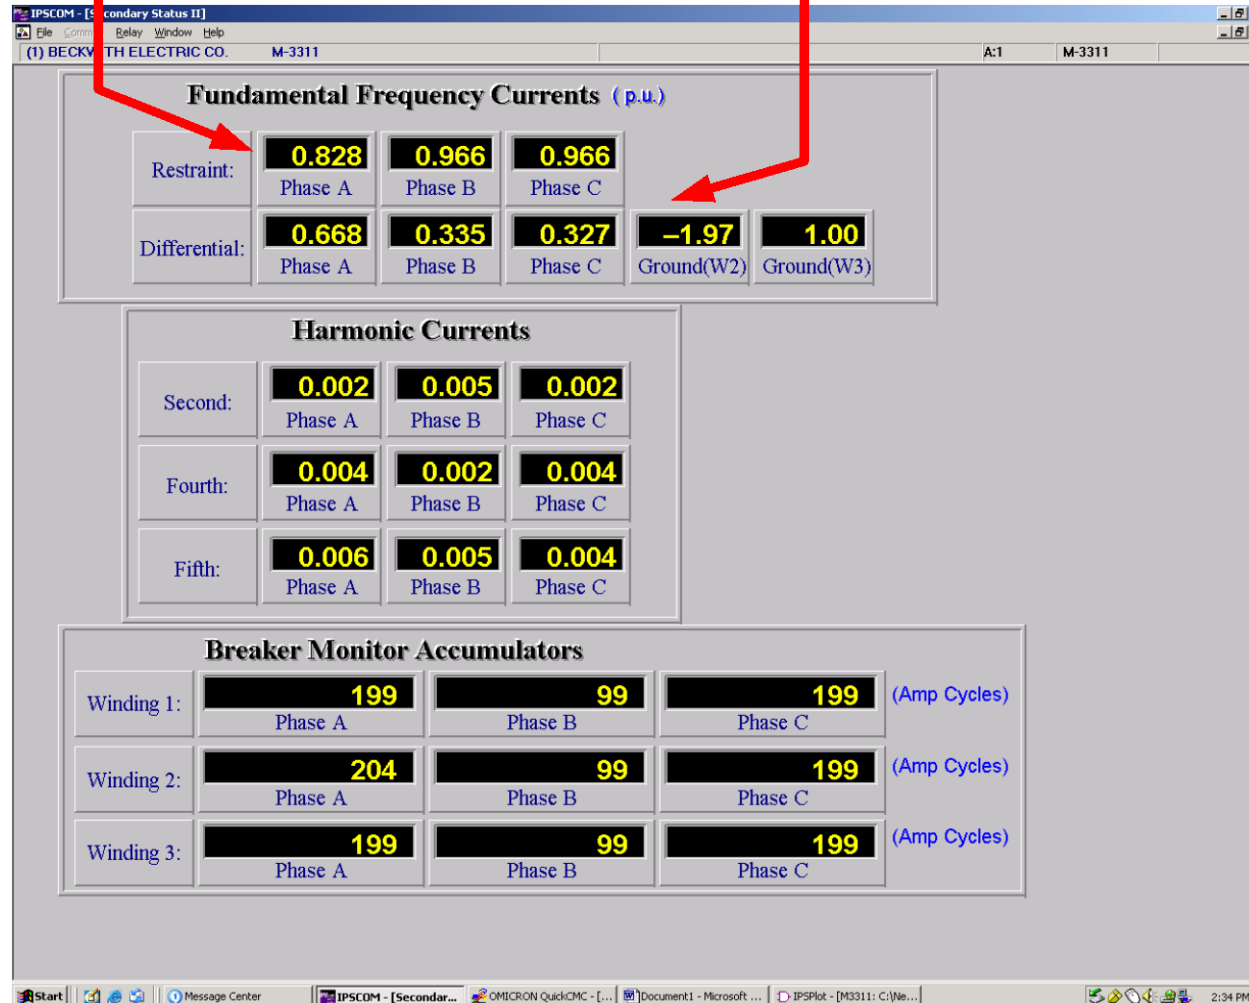 IPSCOM - [Secondary Status II]
File Comm Relay Window Help
(1) BECKWITH ELECTRIC CO. M-3311 A:1 M-3311
Fundamental Frequency Currents ( p.u.)
Restraint: 0.828 0.966 0.966
Phase A Phase B Phase C
Differential: 0.668 0.335 0.327 –1.97 1.00
Phase A Phase B Phase C Ground(W2) Ground(W3)
Harmonic Currents
Second: 0.002 0.005 0.002
Phase A Phase B Phase C
Fourth: 0.004 0.002 0.004
Phase A Phase B Phase C
Fifth: 0.006 0.005 0.004
Phase A Phase B Phase C
Breaker Monitor Accumulators
Winding 1: 199 99 199 (Amp Cycles)
Phase A Phase B Phase C
Winding 2: 204 99 199 (Amp Cycles)
Phase A Phase B Phase C
Winding 3: 199 99 199 (Amp Cycles)
Phase A Phase B Phase C
Start Message Center IPSCOM - [Secondar... OMICRON QuickCMC - [... Document1 - Microsoft ... IPSPlot - [M3311: C:\Ne... 2:34 PM